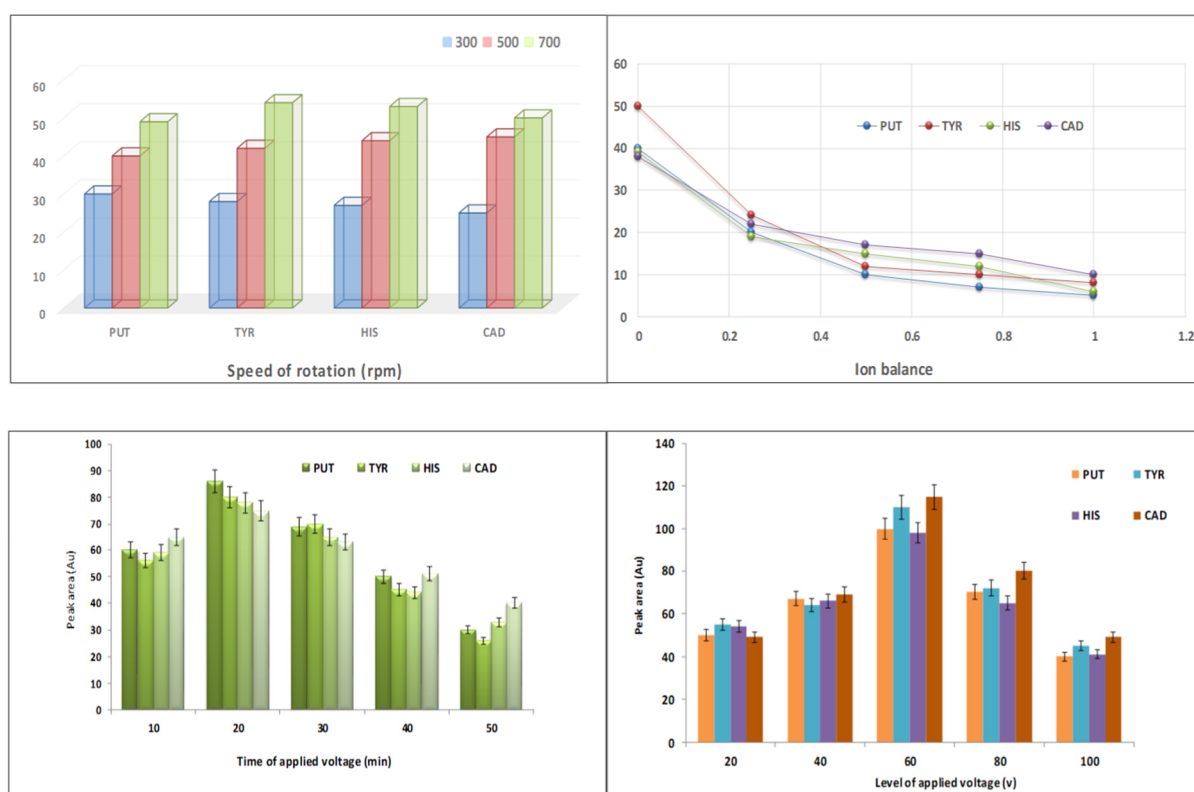 300 500 700
60
50
40
30
20
10
0
PUT TYR HIS CAD
Speed of rotation (rpm)
60
50
40
30
20
10
0
PUT TYR HIS CAD
0 0.2 0.4 0.6 0.8 1 1.2
Ion balance
100
90
80
70
60
50
40
30
20
10
0
Peak area (Au)
PUT TYR HIS CAD
10 20 30 40 50
Time of applied voltage (min)
140
120
100
80
60
40
20
0
Peak area (Au)
PUT TYR
HIS CAD
20 40 60 80 100
Level of applied voltage (v)